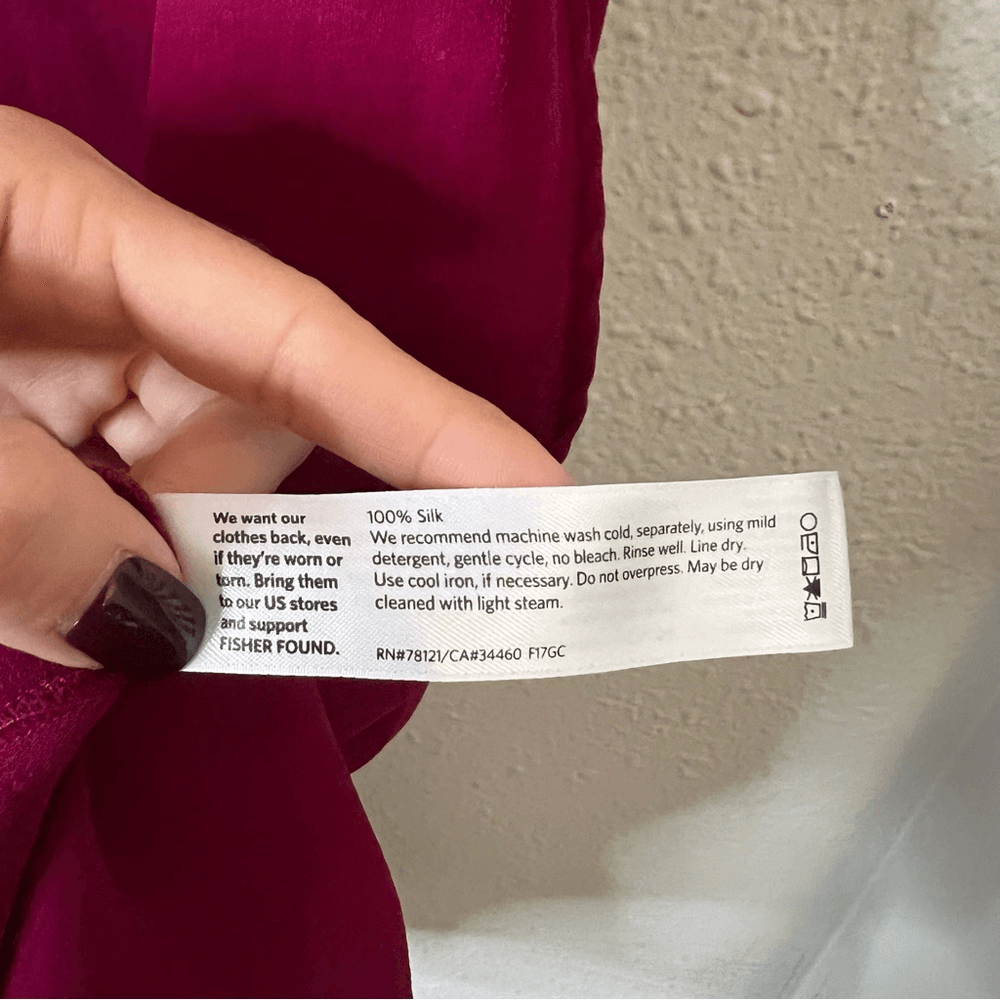 We want our
clothes back, even
if they're worn or
torn. Bring them
to our US stores
and support
FISHER FOUND.
100% Silk
We recommend machine wash cold, separately, using mild
detergent, gentle cycle, no bleach. Rinse well. Line dry.
Use cool iron, if necessary. Do not overpress. May be dry
cleaned with light steam.
RN#78121/CA#34460 F17GC